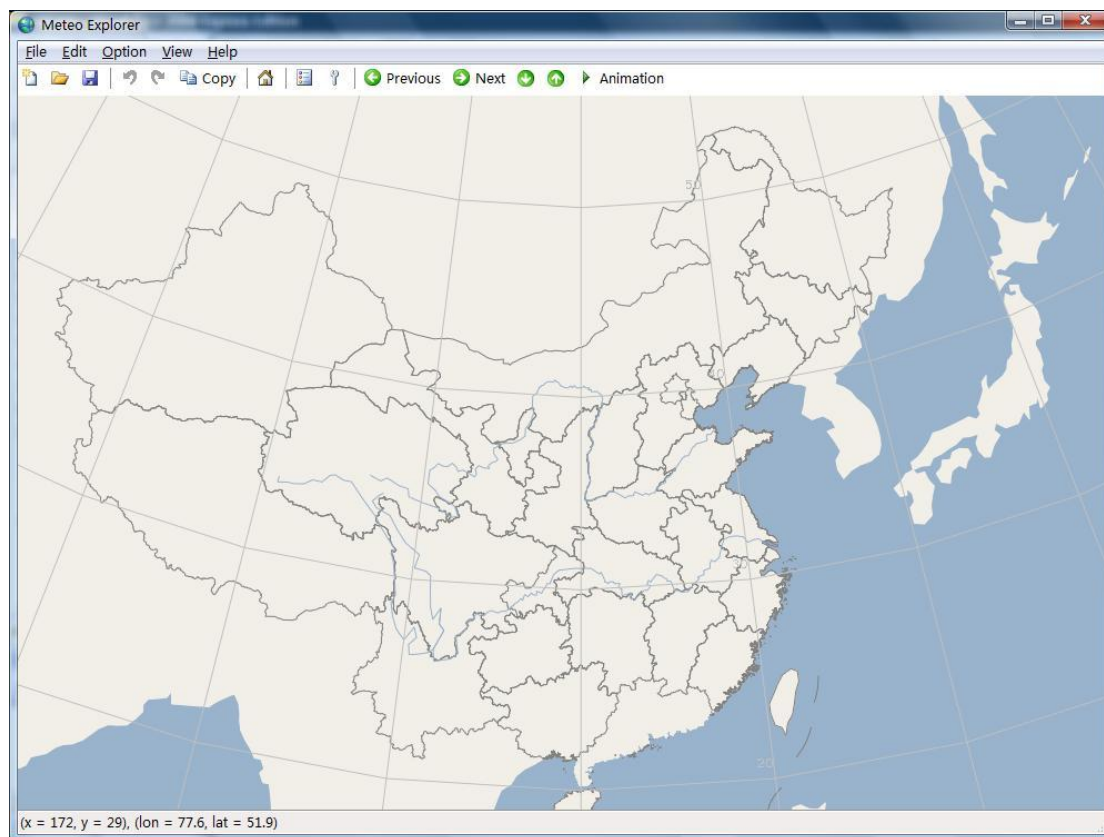 Meteo Explorer
File Edit Option View Help
Copy Previous Next Animation
50
40
20
(x = 172, y = 29), (lon = 77.6, lat = 51.9)